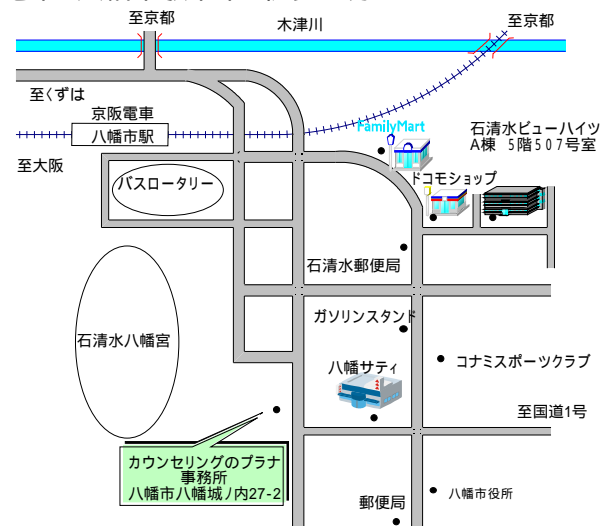 至京都
木津川
至京都
至くずは
京阪電車
八幡市駅
至大阪
FamilyMart
石清水ビューハイツ
A棟 5階507号室
バスロータリー
ドコモショップ
石清水郵便局
ガソリンスタンド
石清水八幡宮
八幡サティ
コナミスポーツクラブ
至国道1号
カウンセリングのプラナ
事務所
八幡市八幡城ノ内27-2
郵便局
八幡市役所